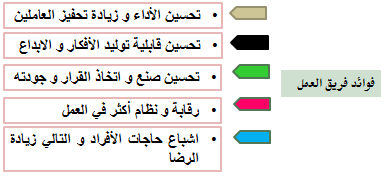 فوائد فريق العمل
• تحسين الأداء و زيادة تحفيز العاملين
• تحسين قابلية توليد الأفكار و الابداع
• تحسين صنع و اتخاذ القرار و جودته
• رقابة و نظام أكثر في العمل
• اشباع حاجات الأفراد و التالي زيادة
الرضا